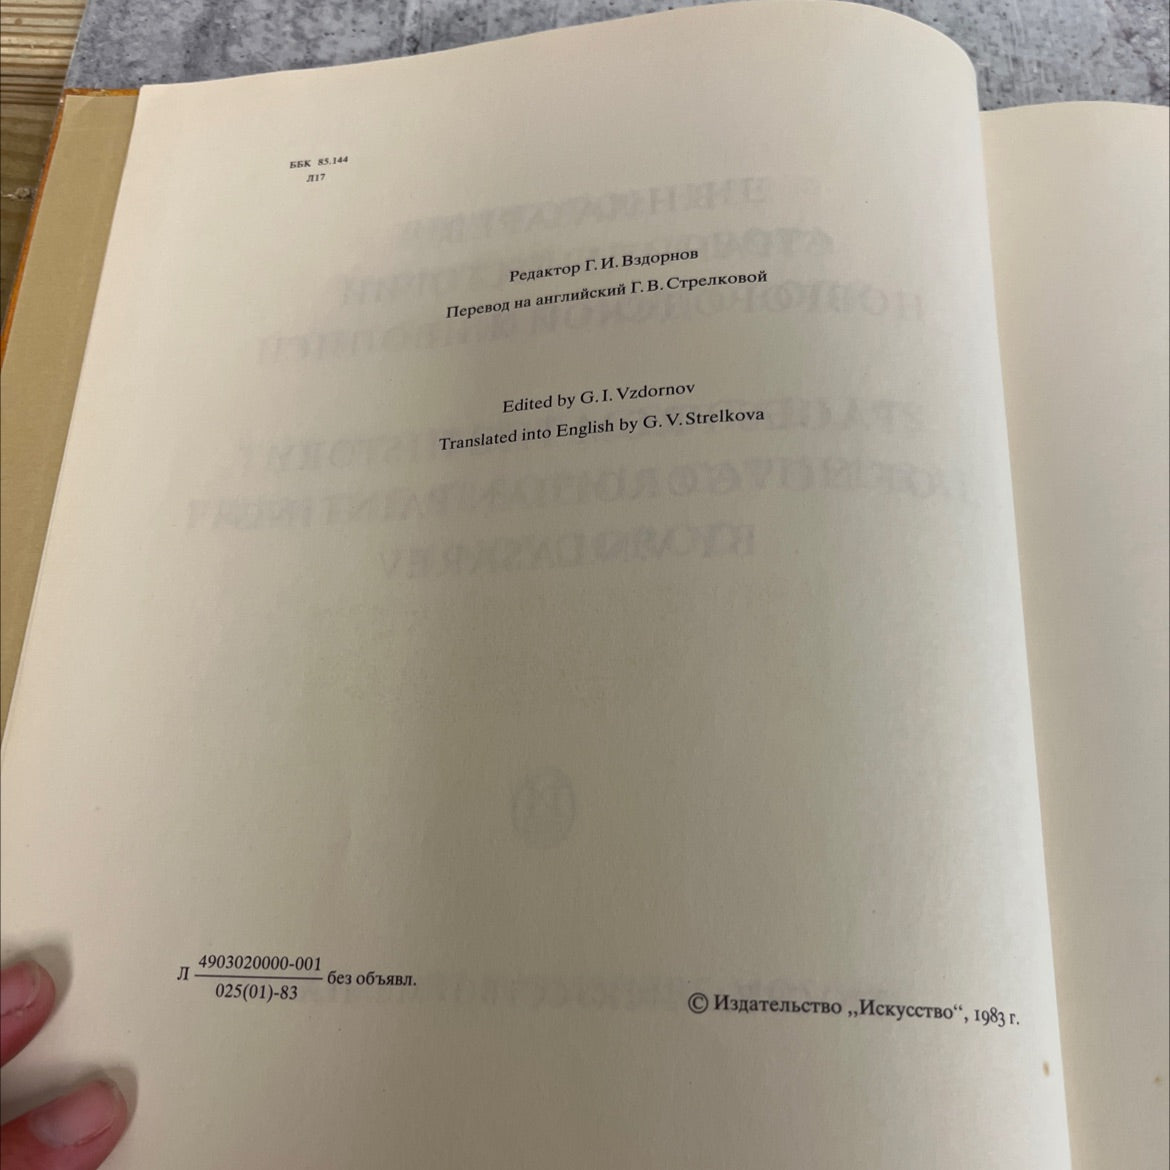 ББК 85.144
Л17
Редактор Г. И. Вздорнов
Перевод на английский Г. В. Стрелковой
Edited by G. I. Vzdornov
Translated into English by G. V. Strelkova
4903020000-001
Л без объявл.
025(01)-83
© Издательство „Искусство“, 1983 г.